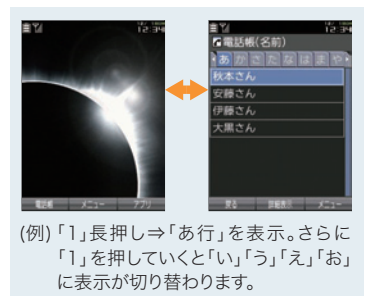 12:34
電話帳 メニュー アプリ
12:34
電話帳(名前)
あ か さ た な は ま や
秋本さん
安藤さん
伊藤さん
大黒さん
戻る 詳細表示 メニュー
(例)「1」長押し⇒「あ行」を表示。さらに
「1」を押していくと「い」「う」「え」「お」
に表示が切り替わります。